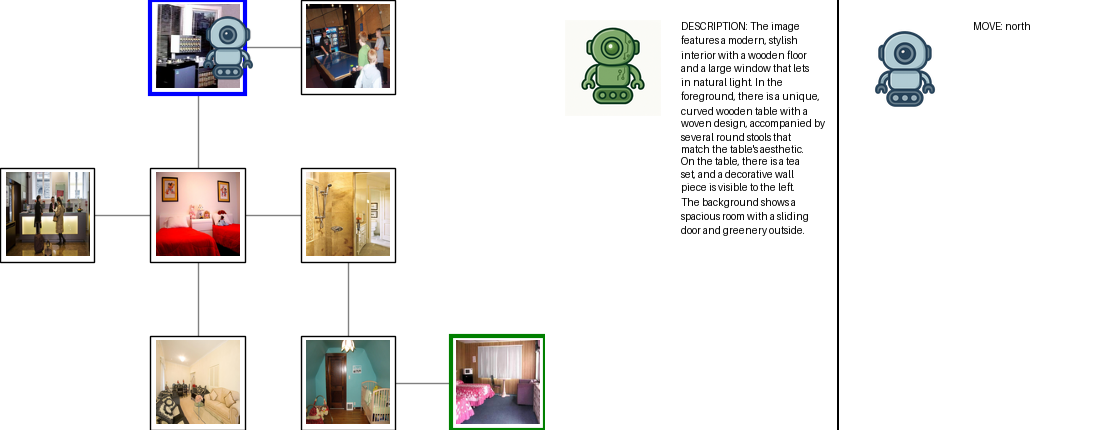 DESCRIPTION: The image
features a modern, stylish
interior with a wooden floor
and a large window that lets
in natural light. In the
foreground, there is a unique,
curved wooden table with a
woven design, accompanied by
several round stools that
match the table's aesthetic.
On the table, there is a tea
set, and a decorative wall
piece is visible to the left.
The background shows a
spacious room with a sliding
door and greenery outside.
MOVE: north